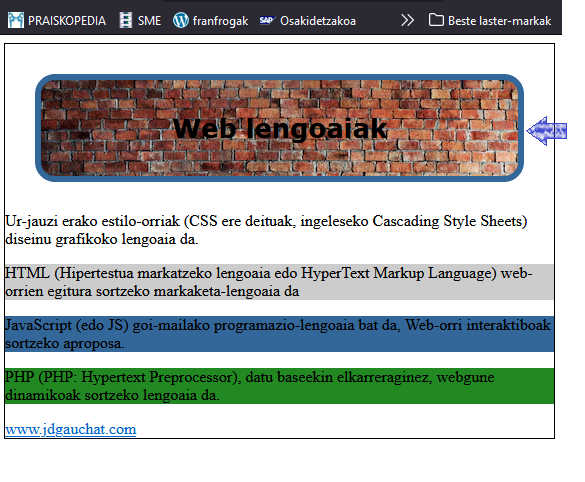 PRAISKOPEDIA SME franfrogak SAP Osakidetzakoa Beste laster-markak
Web lengoaiak
Ur-jauzi erako estilo-orriak (CSS ere deituak, ingeleseko Cascading Style Sheets)
diseinu grafikoko lengoaia da.
HTML (Hipertestua markatzeko lengoaia edo HyperText Markup Language) web-
orrien egitura sortzeko markaketa-lengoaia da
JavaScript (edo JS) goi-mailako programazio-lengoaia bat da, Web-orri interaktiboak
sortzeko aproposa.
PHP (PHP: Hypertext Preprocessor), datu baseekin elkarreraginez, webgune
dinamikoak sortzeko lengoaia da.
www.jdgauchat.com